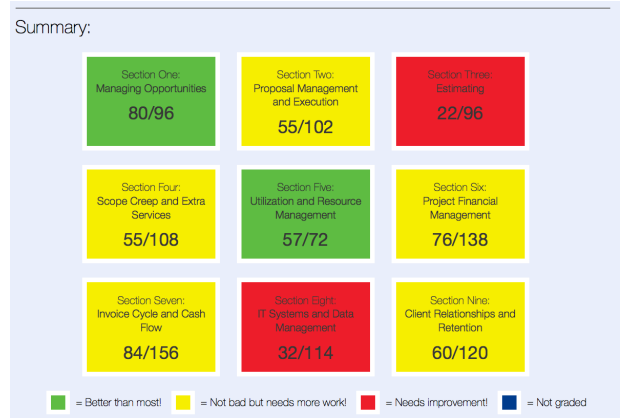 Summary:
Section One:
Managing Opportunities
80/96
Section Two:
Proposal Management
and Execution
55/102
Section Three:
Estimating
22/96
Section Four:
Scope Creep and Extra
Services
55/108
Section Five:
Utilization and Resource
Management
57/72
Section Six:
Project Financial
Management
76/138
Section Seven:
Invoice Cycle and Cash
Flow
84/156
Section Eight:
IT Systems and Data
Management
32/114
Section Nine:
Client Relationships and
Retention
60/120
= Better than most! = Not bad but needs more work! = Needs improvement! = Not graded